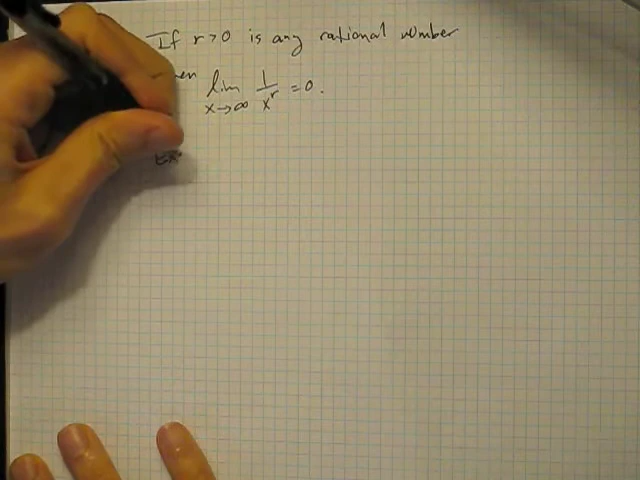 If r>0 is any rational number
lim x→∞ 1/x^r = 0.